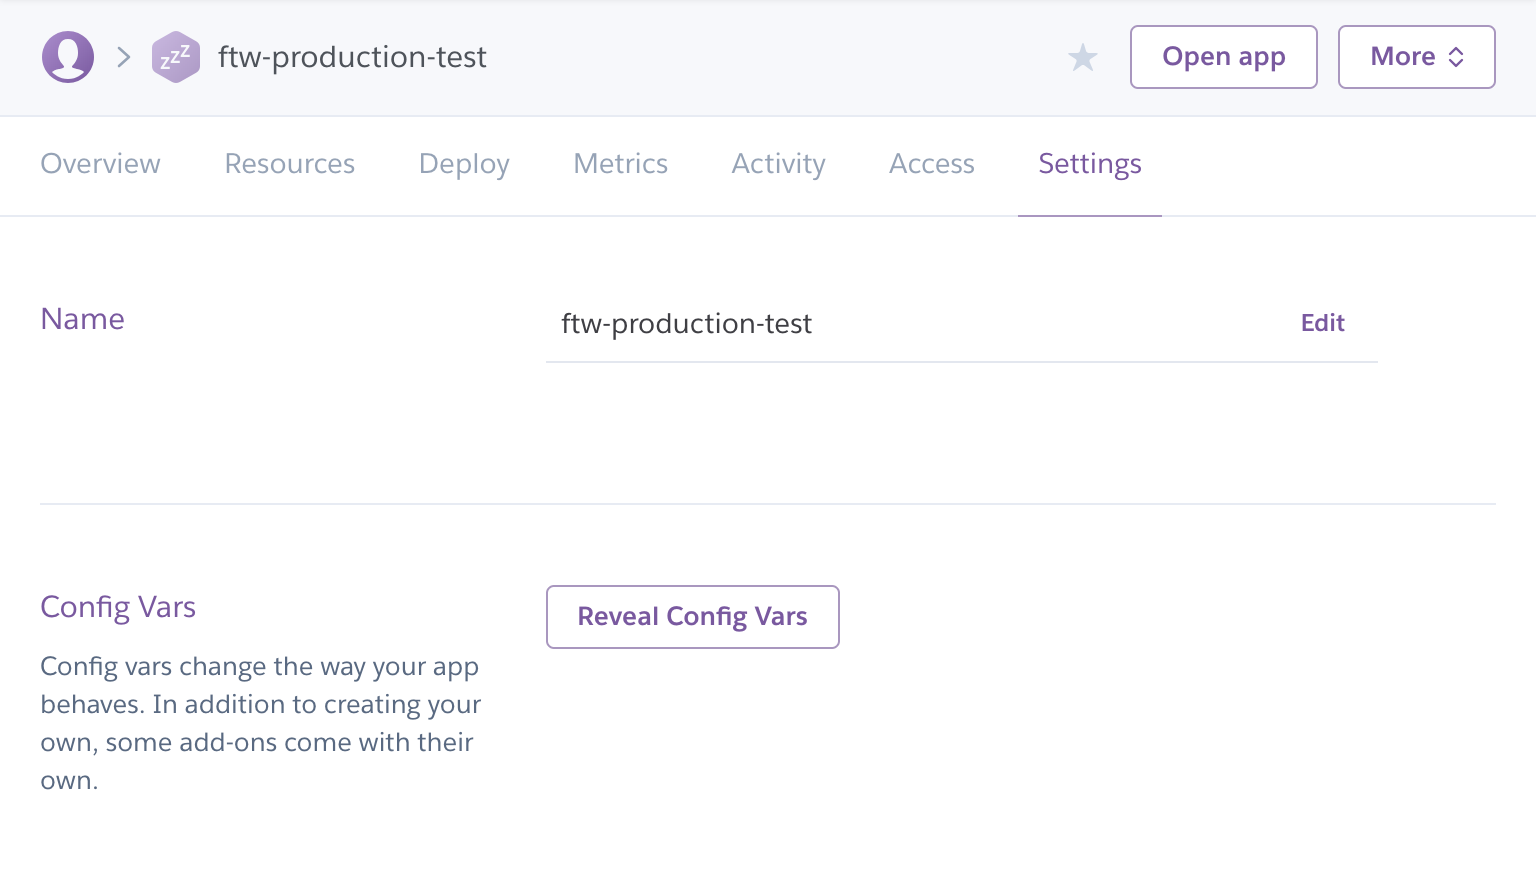 zzz
ftw-production-test
Open app
More
Overview Resources Deploy Metrics Activity Access Settings
Name
ftw-production-test
Edit
Config Vars
Reveal Config Vars
Config vars change the way your app
behaves. In addition to creating your
own, some add-ons come with their
own.